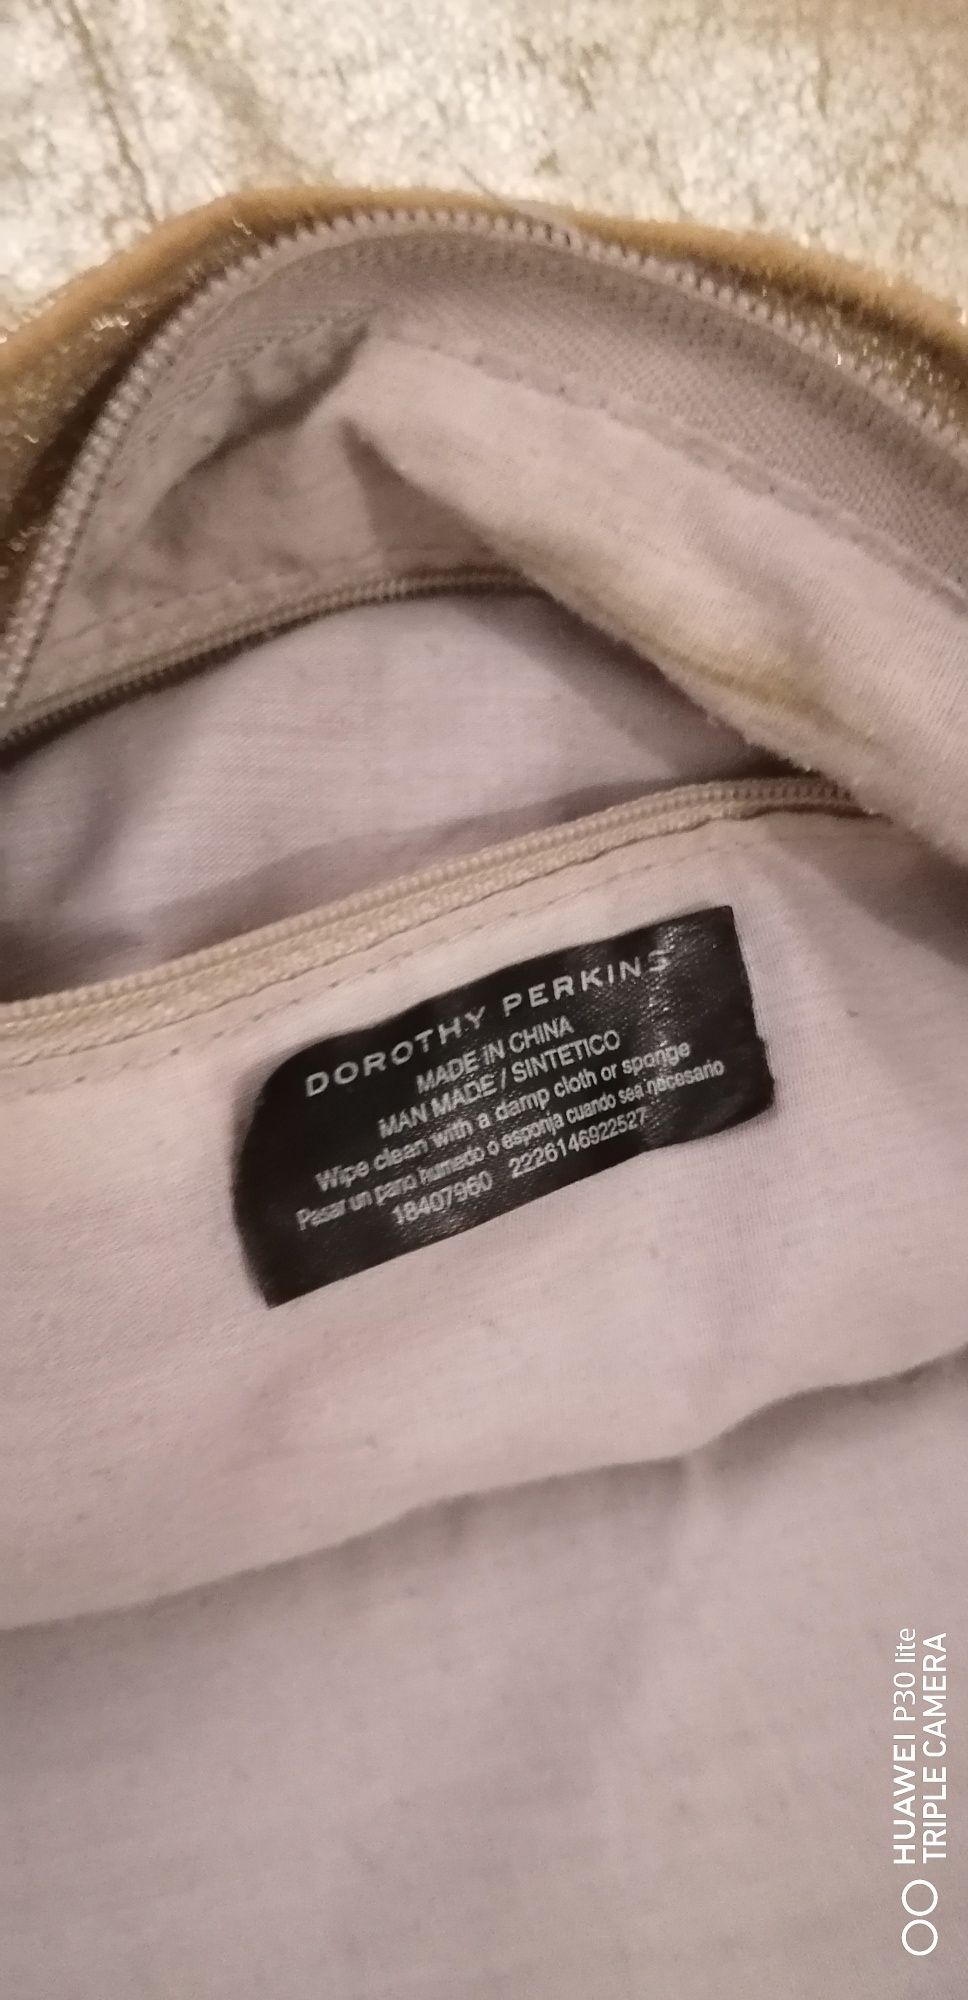 DOROTHY PERKINS
MADE IN CHINA
MAN MADE / SINTETICO
Wipe clean with a damp cloth or sponge
Pasar un pano humedo o esponja cuando sea necesario
18407960 2226146922527
HUAWEI P30 lite
TRIPLE CAMERA